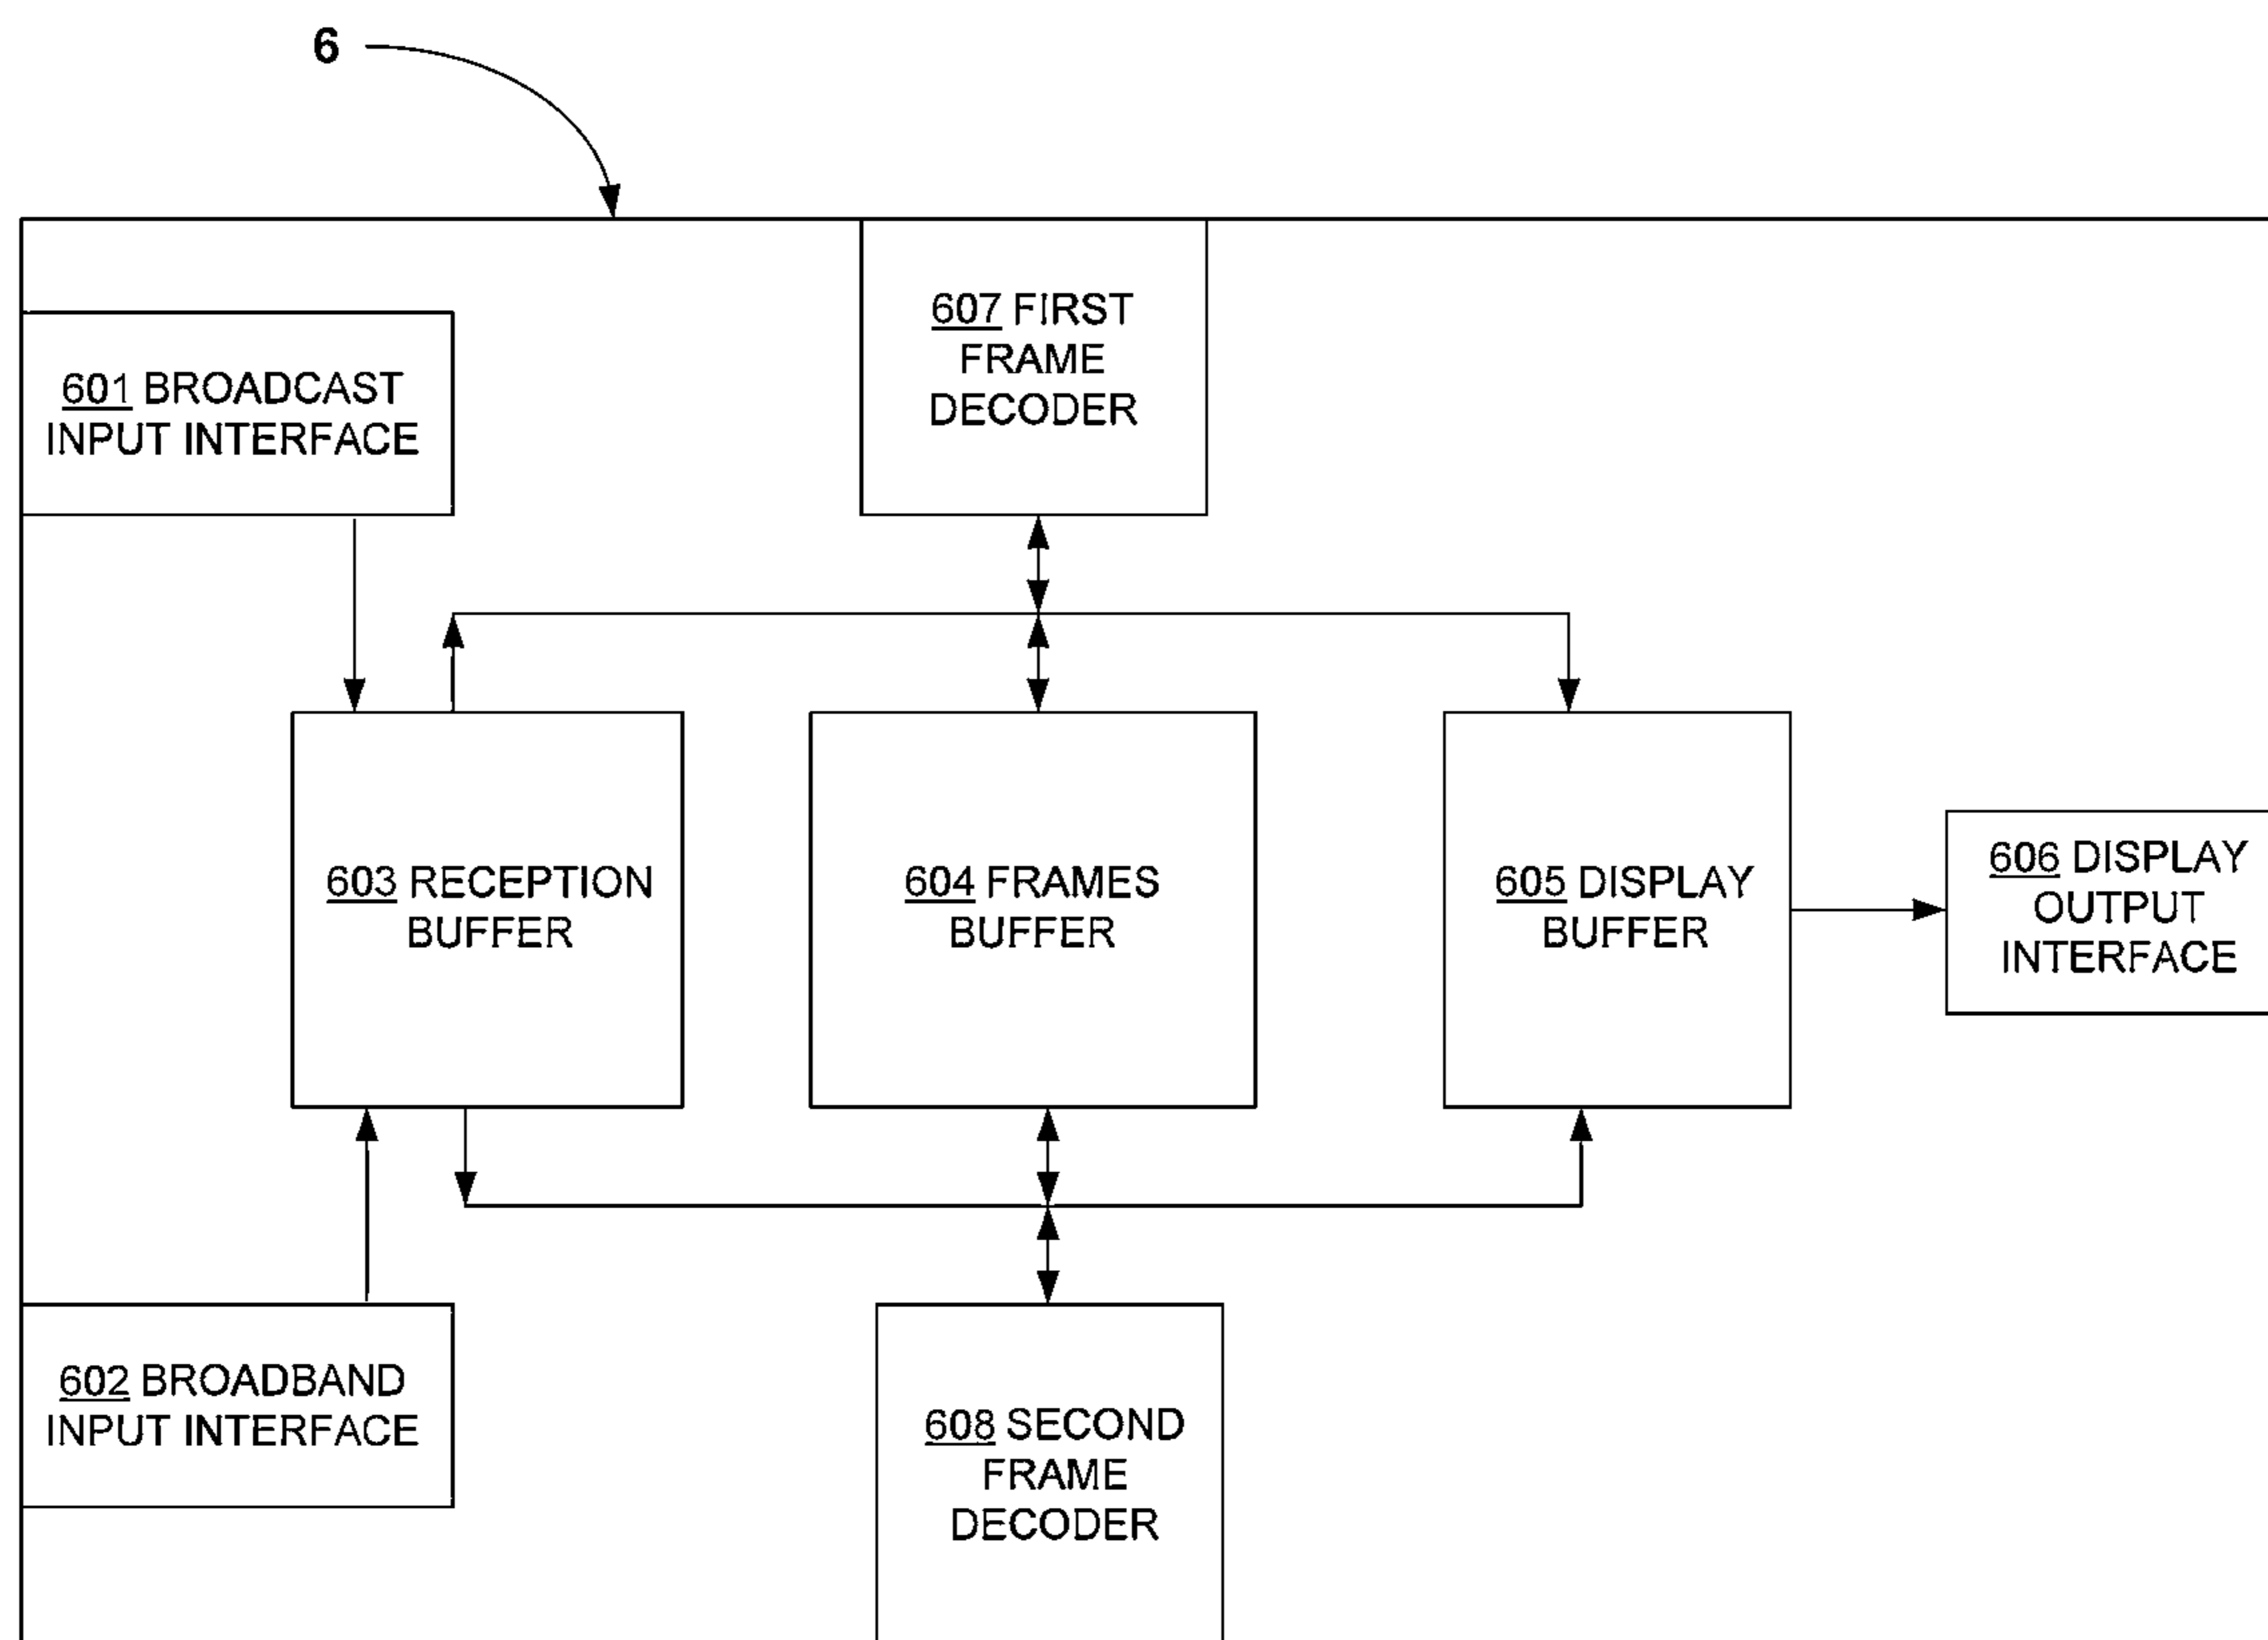 6
607 FIRST
FRAME
DECODER
601 BROADCAST
INPUT INTERFACE
603 RECEPTION
BUFFER
604 FRAMES
BUFFER
605 DISPLAY
BUFFER
606 DISPLAY
OUTPUT
INTERFACE
602 BROADBAND
INPUT INTERFACE
608 SECOND
FRAME
DECODER